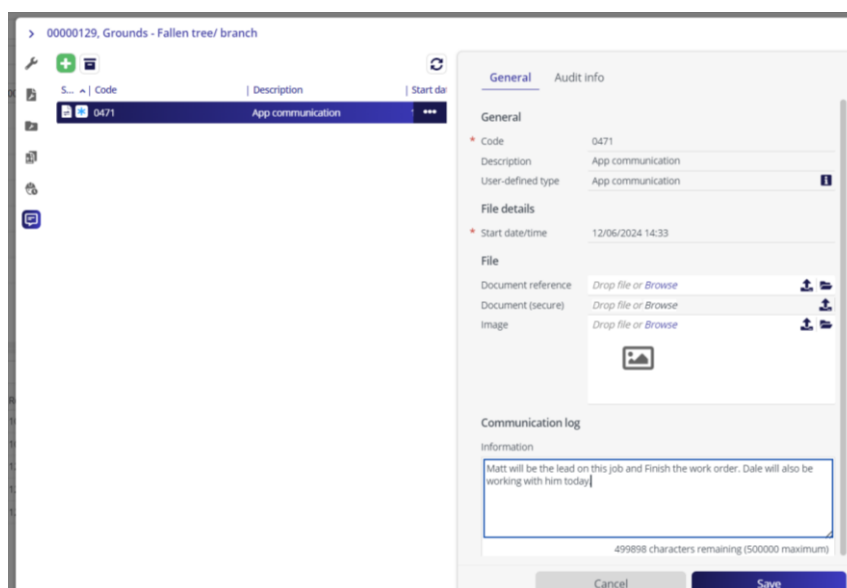 00000129, Grounds - Fallen tree/ branch
S... Code Description Start da
0471 App communication
General Audit info
General
* Code 0471
Description App communication
User-defined type App communication
File details
* Start date/time 12/06/2024 14:33
File
Document reference Drop file or Browse
Document (secure) Drop file or Browse
Image Drop file or Browse
Communication log
Information
Matt will be the lead on this job and Finish the work order. Dale will also be
working with him today
499898 characters remaining (500000 maximum)
Cancel Save